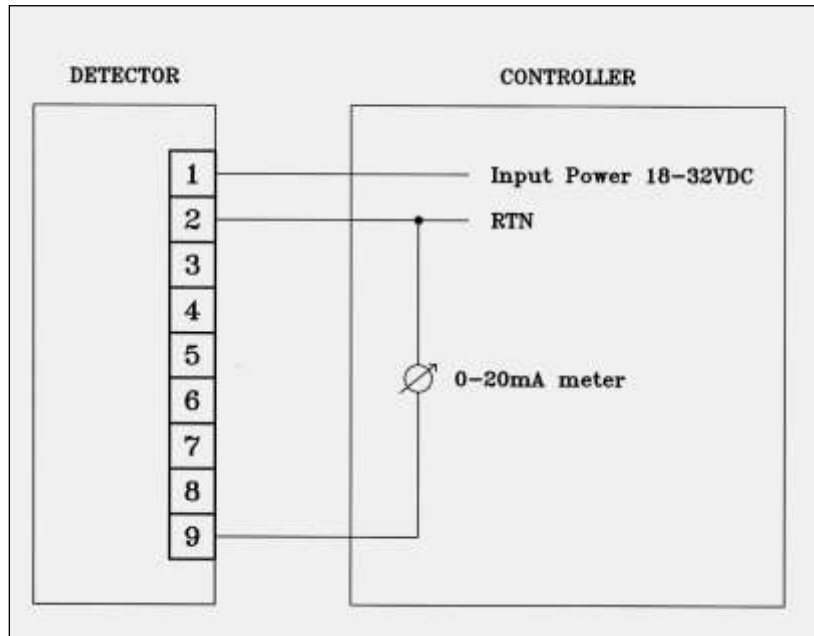 DETECTOR
CONTROLLER
1
Input Power 18-32VDC
2
RTN
3
4
5
0-20mA meter
6
7
8
9